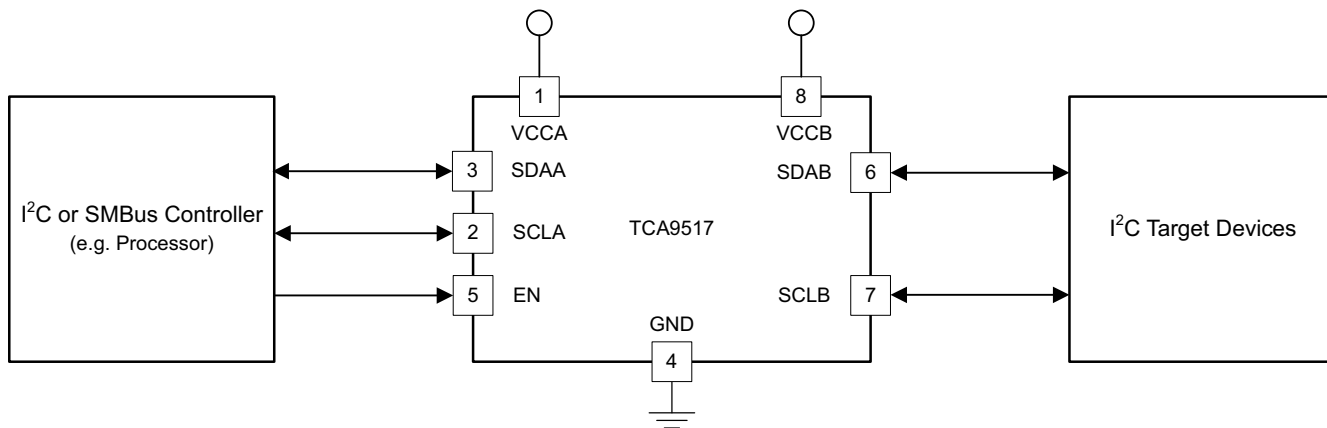 1
8
VCCA
VCCB
3
SDAA
SDAB
6
I²C or SMBus Controller
(e.g. Processor)
2
SCLA
TCA9517
I²C Target Devices
5
EN
SCLB
7
GND
4